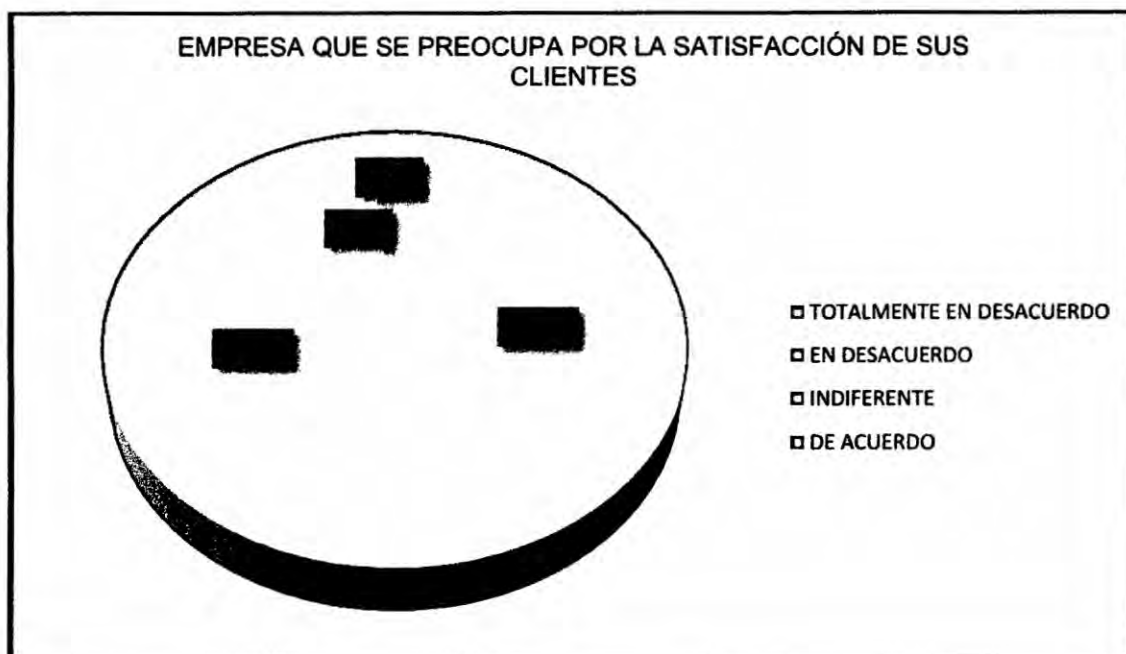 EMPRESA QUE SE PREOCUPA POR LA SATISFACCIÓN DE SUS
CLIENTES
TOTALMENTE EN DESACUERDO
EN DESACUERDO
INDIFERENTE
DE ACUERDO